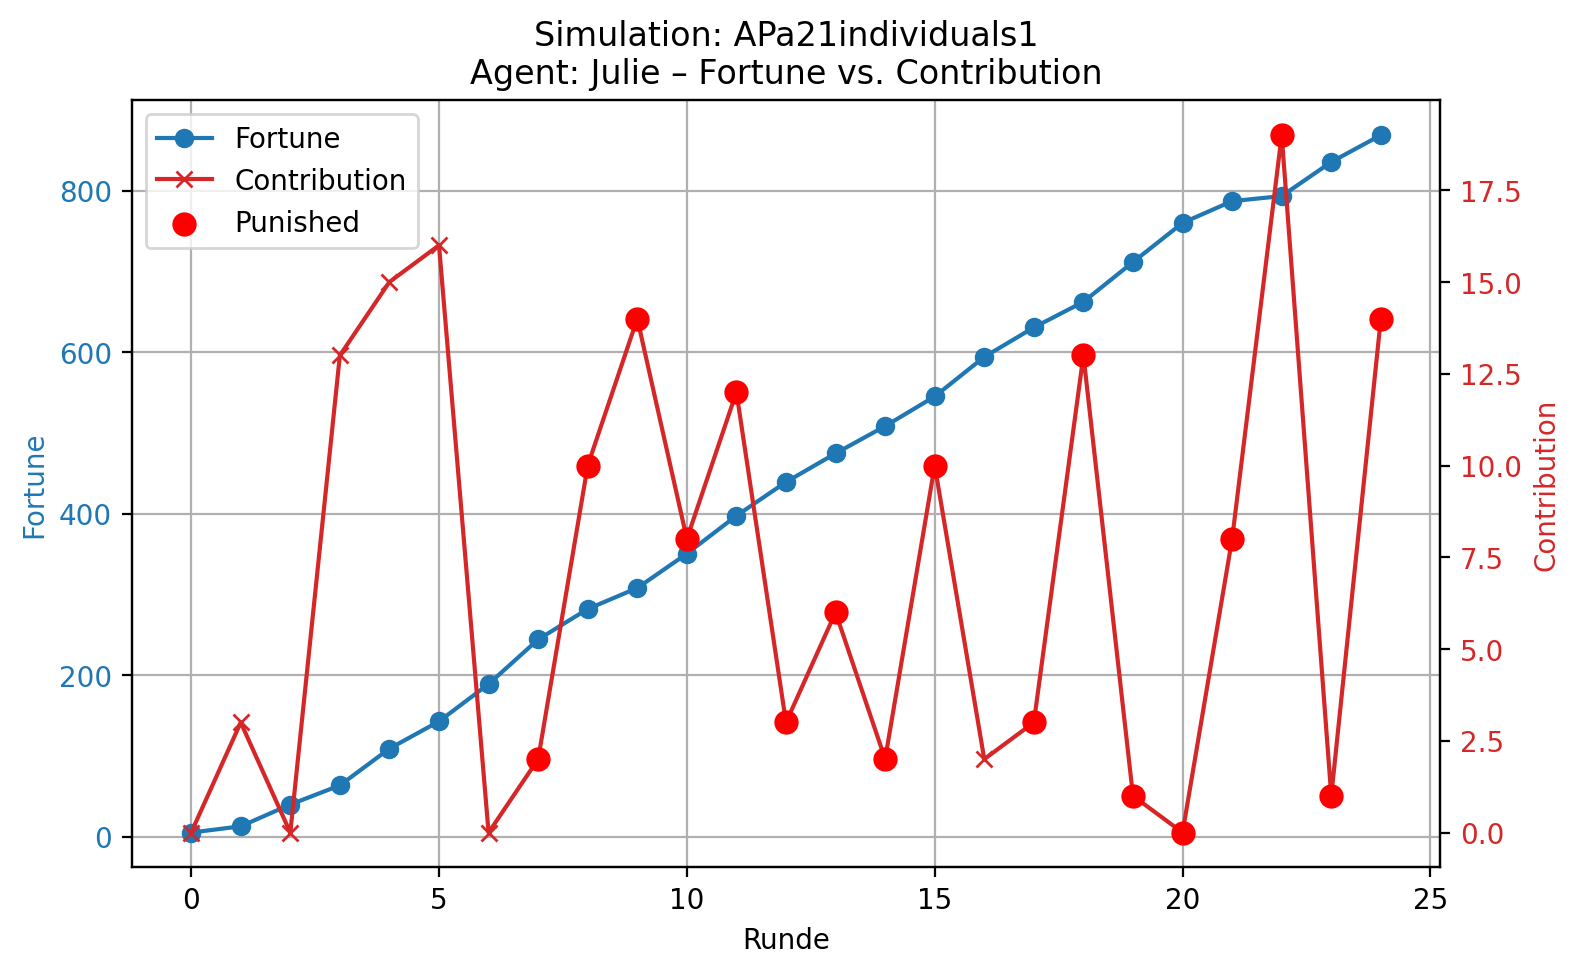 Simulation: APa21individuals1
Agent: Julie – Fortune vs. Contribution
Fortune
Contribution
Punished
800
600
400
200
0
Fortune
17.5
15.0
12.5
10.0
7.5
5.0
2.5
0.0
Contribution
0
5
10
15
20
25
Runde